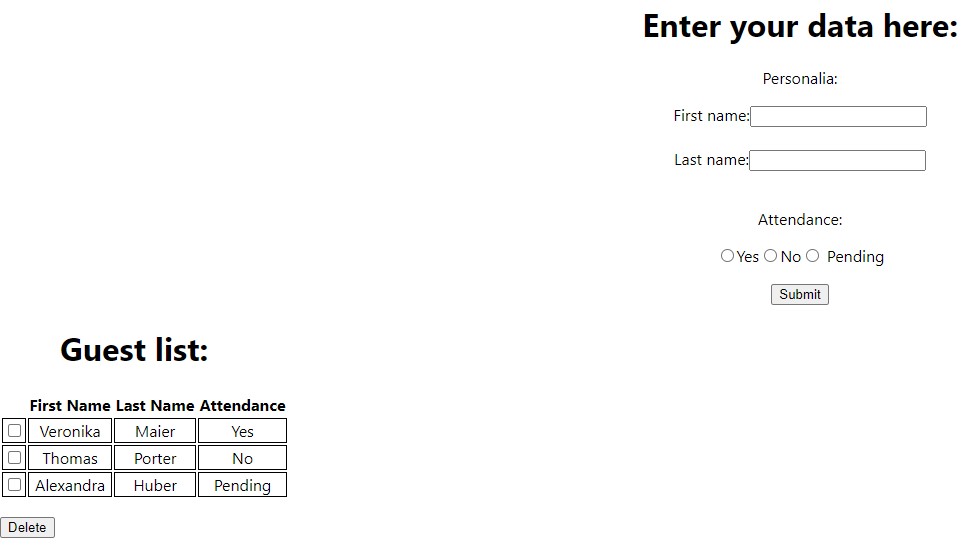 Enter your data here:
Personalia:
First name:
Last name:
Attendance:
Yes No Pending
Submit
Guest list:
First Name Last Name Attendance
Veronika Maier Yes
Thomas Porter No
Alexandra Huber Pending
Delete